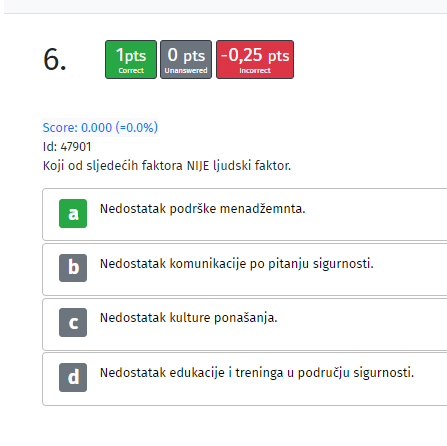 6.
1pts
Correct
0 pts
Unanswered
-0,25 pts
Incorrect
Score: 0.000 (=0.0%)
Id: 47901
Koji od sljedećih faktora NIJE ljudski faktor.
a
Nedostatak podrške menadžemnta.
b
Nedostatak komunikacije po pitanju sigurnosti.
c
Nedostatak kulture ponašanja.
d
Nedostatak edukacije i treninga u području sigurnosti.